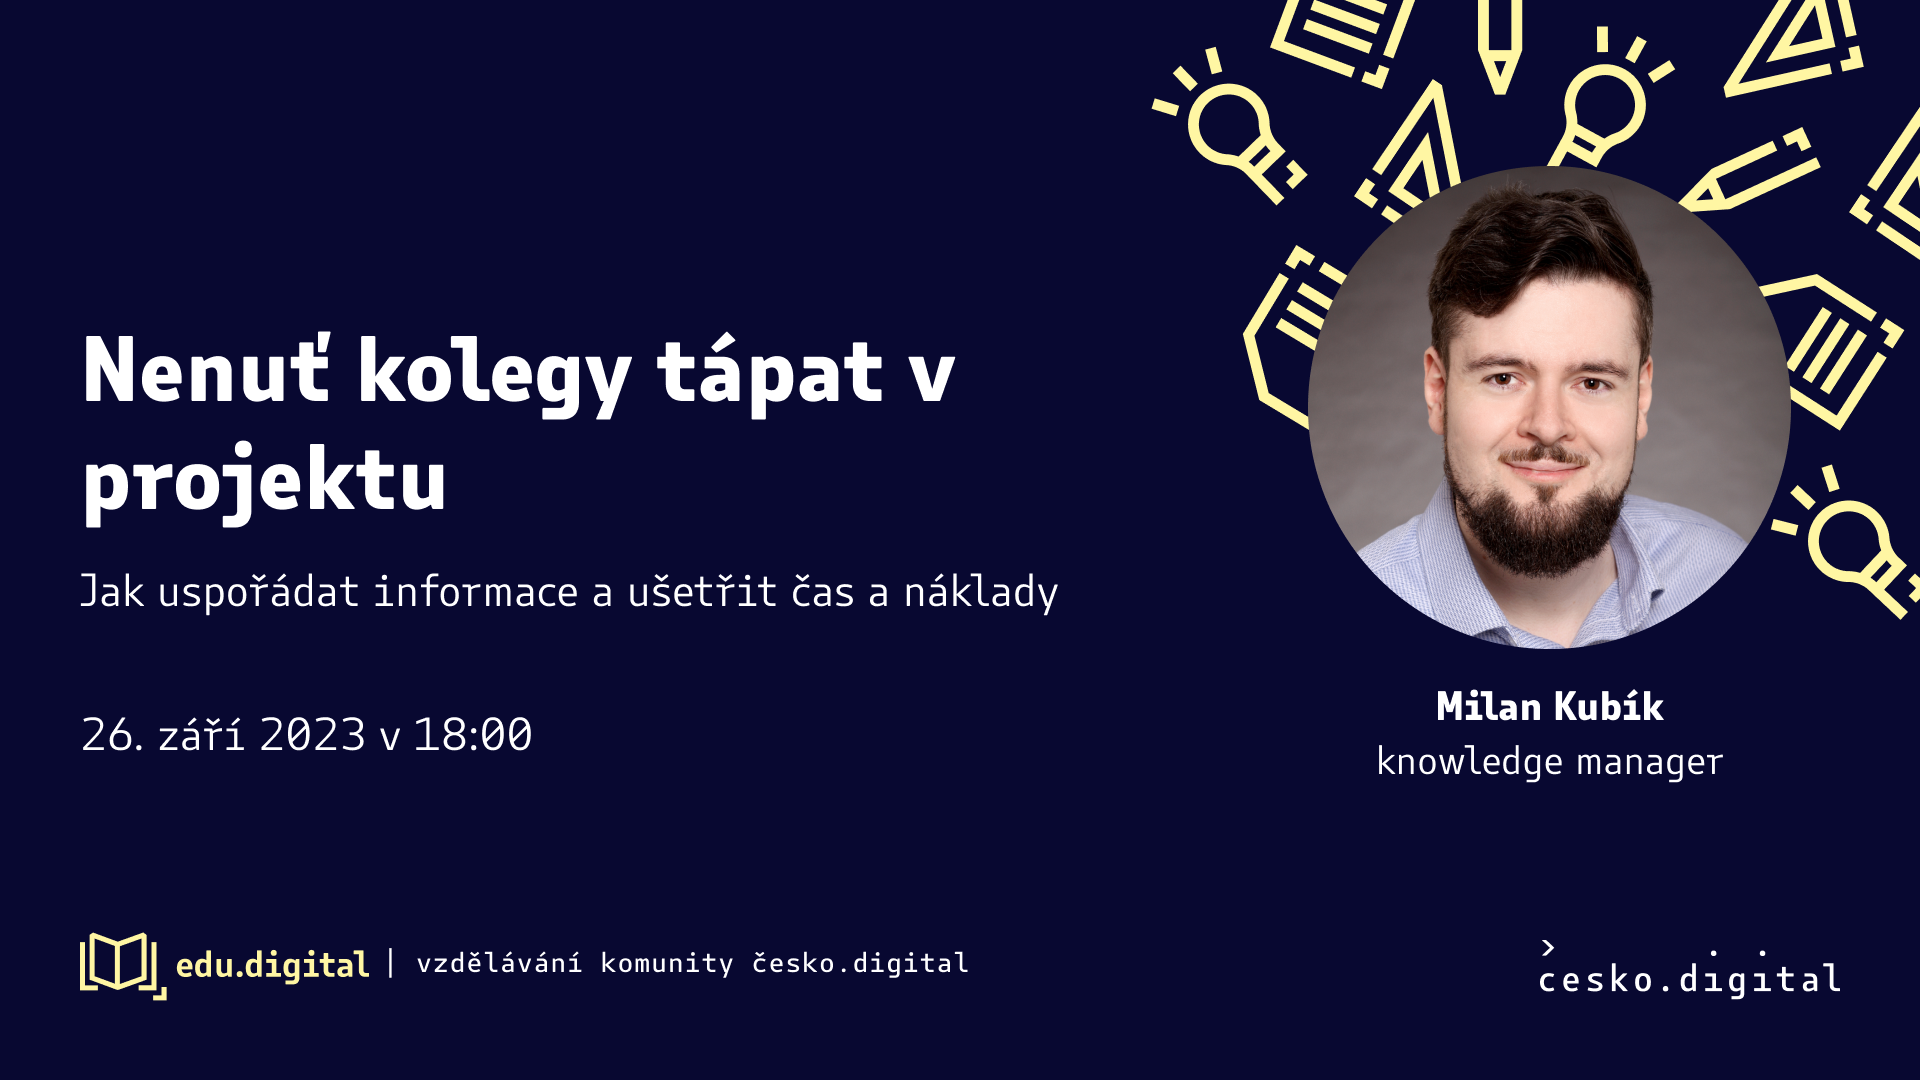 Nenuť kolegy tápat v
projektu
Jak uspořádat informace a ušetřit čas a náklady
26. září 2023 v 18:00
Milan Kubík
knowledge manager
edu.digital | vzdělávání komunity česko.digital
česko.digital